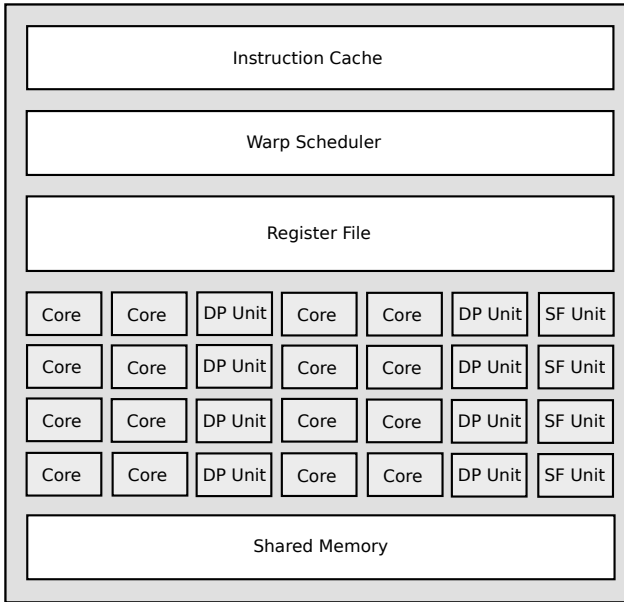 Instruction Cache
Warp Scheduler
Register File
Core Core DP Unit Core Core DP Unit SF Unit
Core Core DP Unit Core Core DP Unit SF Unit
Core Core DP Unit Core Core DP Unit SF Unit
Core Core DP Unit Core Core DP Unit SF Unit
Shared Memory